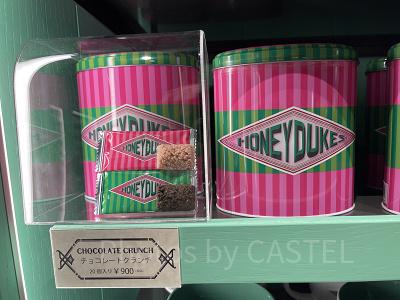 HONEYDUKES
HONEYDUKES
HONEYDUKES
HONEYDUKES
CHOCOLATE CRUNCH
チョコレートクランチ
20個入り ¥900
by CASTEL